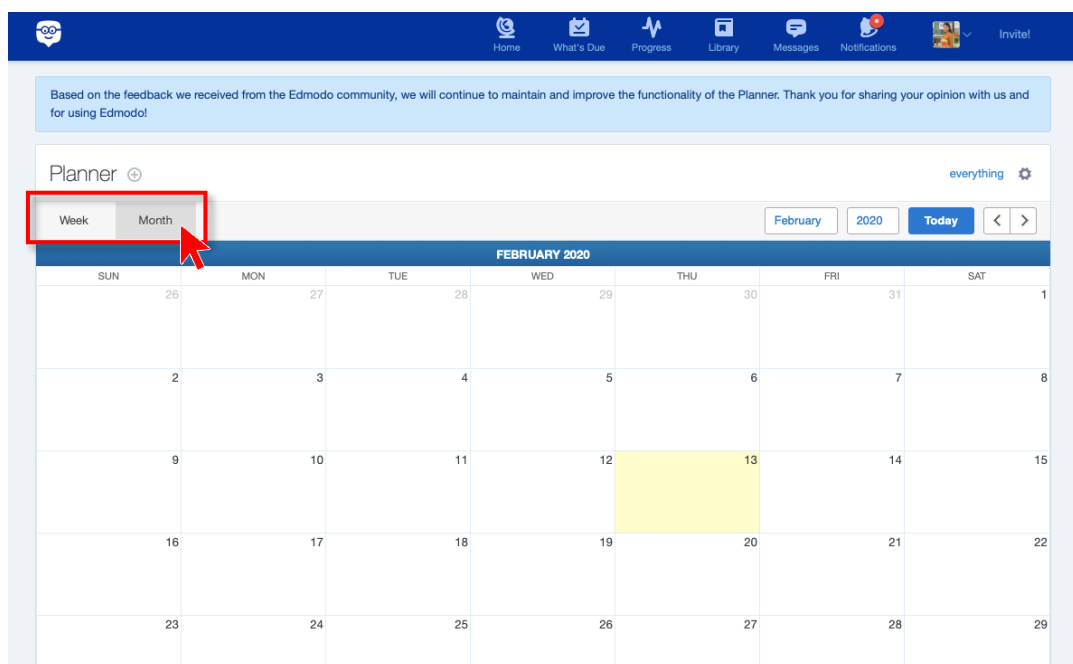 Home What's Due Progress Library Messages Notifications Invite!
Based on the feedback we received from the Edmodo community, we will continue to maintain and improve the functionality of the Planner. Thank you for sharing your opinion with us and
for using Edmodo!
Planner everything
Week Month February 2020 Today
FEBRUARY 2020
SUN MON TUE WED THU FRI SAT
26 27 28 29 30 31 1
2 3 4 5 6 7 8
9 10 11 12 13 14 15
16 17 18 19 20 21 22
23 24 25 26 27 28 29